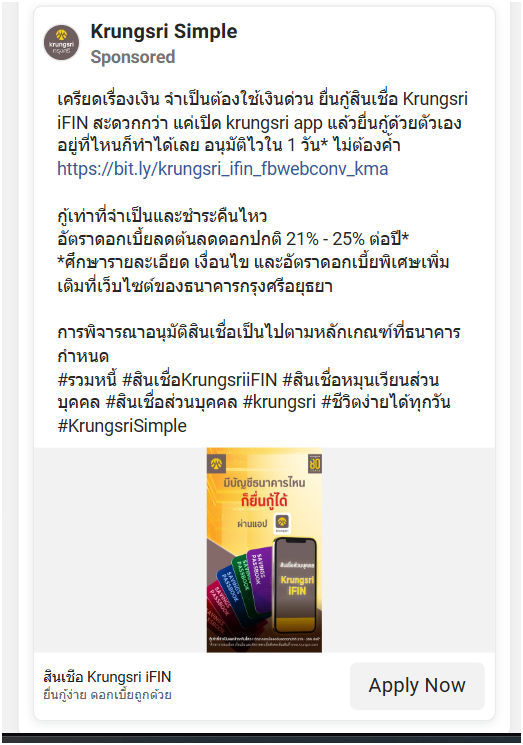 Krungsri Simple
krungsri
กรุงศรี
Sponsored
เครียดเรื่องเงิน จำเป็นต้องใช้เงินด่วน ยื่นกู้สินเชื่อ Krungsri
iFIN สะดวกกว่า แค่เปิด krungsri app แล้วยื่นกู้ด้วยตัวเอง
อยู่ที่ไหนก็ทำได้เลย อนุมัติไวใน 1 วัน* ไม่ต้องค้ำ
https://bit.ly/krungsri_ifin_fbwebconv_kma
กู้เท่าที่จำเป็นและชำระคืนไหว
อัตราดอกเบี้ยลดต้นลดดอกปกติ 21% - 25% ต่อปี*
*ศึกษารายละเอียด เงื่อนไข และอัตราดอกเบี้ยพิเศษเพิ่ม
เติมที่เว็บไซต์ของธนาคารกรุงศรีอยุธยา
การพิจารณาอนุมัติสินเชื่อเป็นไปตามหลักเกณฑ์ที่ธนาคาร
กำหนด
#รวมหนี้ #สินเชื่อKrungsriiFIN #สินเชื่อหมุนเวียนส่วน
บุคคล #สินเชื่อส่วนบุคคล #krungsri #ชีวิตง่ายได้ทุกวัน
#KrungsriSimple
มีบัญชีธนาคารไหน
ก็ยื่นกู้ได้
ผ่านแอป
SAVINGS PASSBOOK
SAVINGS PASSBOOK
SAVINGS PASSBOOK
SAVINGS PASSBOOK
สินเชื่อส่วนบุคคล
Krungsri
iFIN
สินเชื่อ Krungsri iFIN
ยื่นกู้ง่าย ดอกเบี้ยถูกด้วย
Apply Now